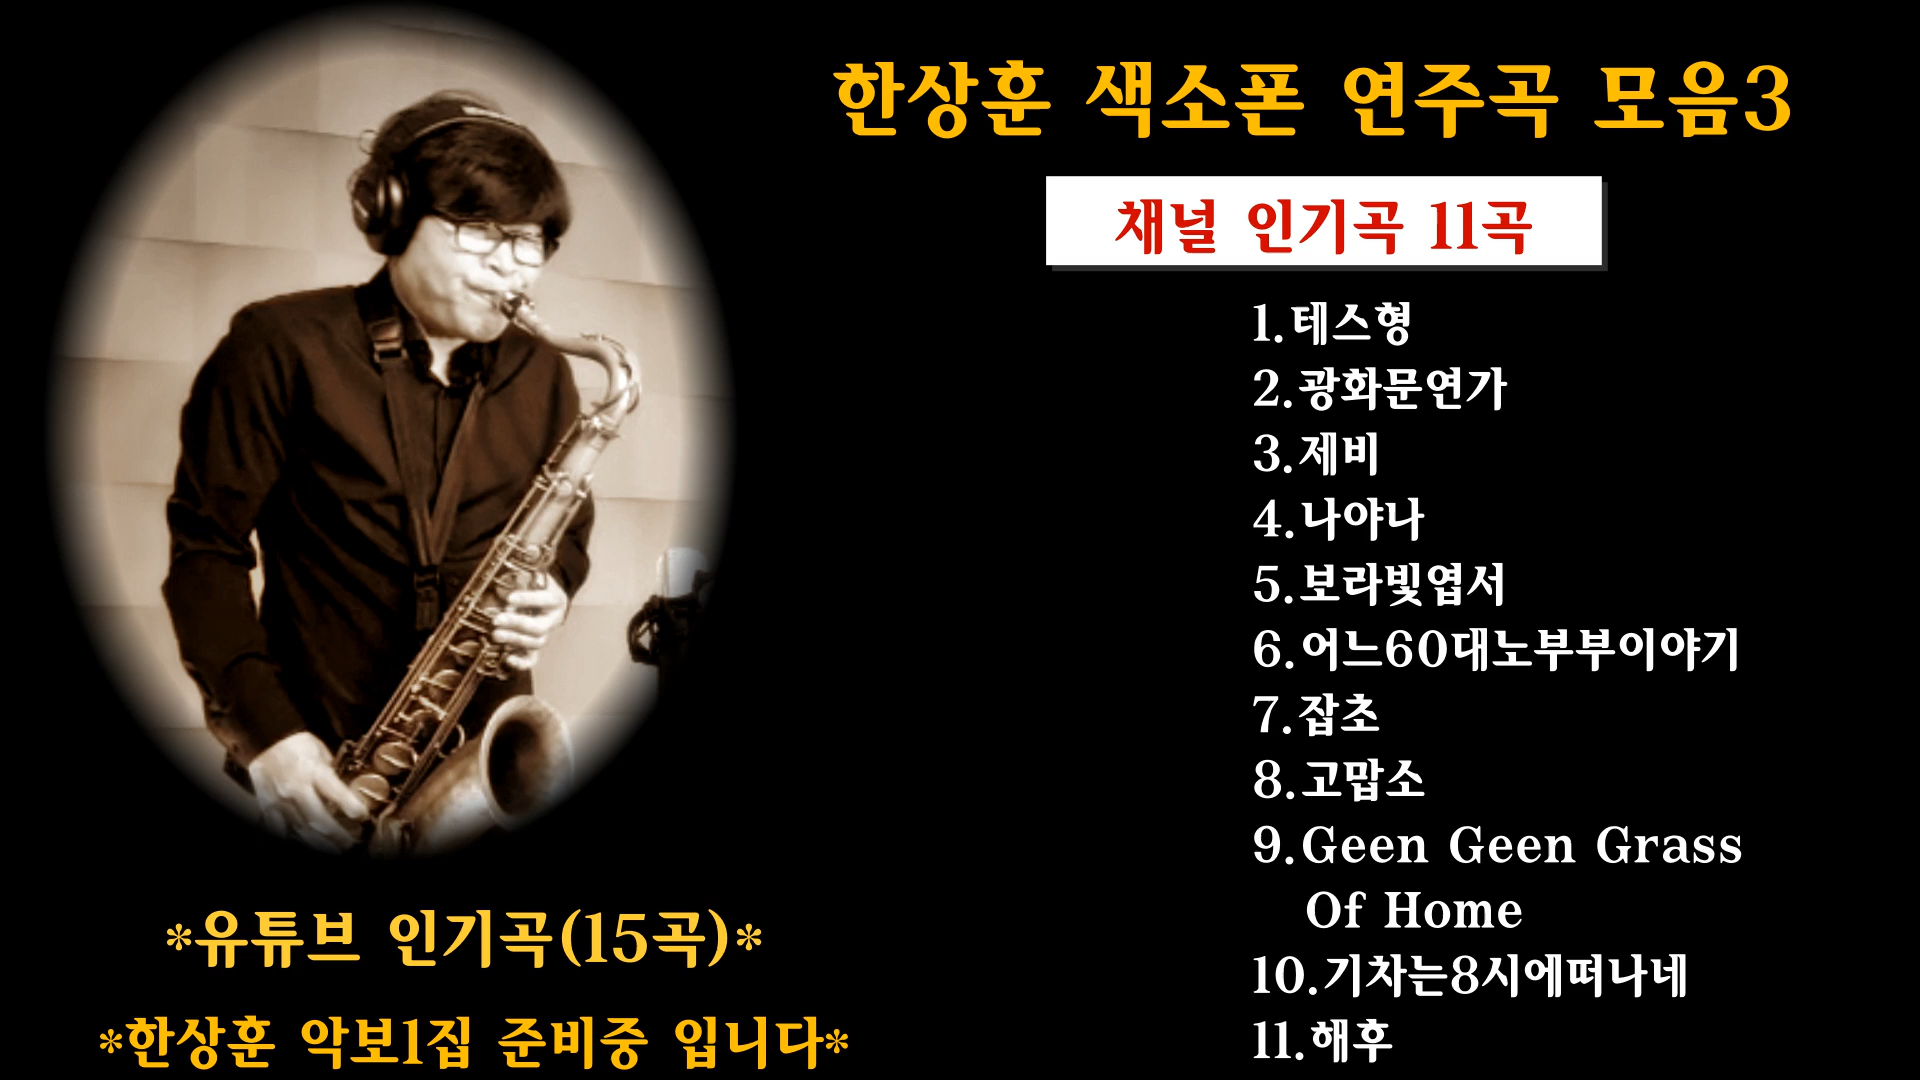 한상훈 색소폰 연주곡 모음3
채널 인기곡 11곡
1.테스형
2.광화문연가
3.제비
4.나야나
5.보라빛엽서
6.어느60대노부부이야기
7.잡초
8.고맙소
9.Geen Geen Grass
Of Home
10.기차는8시에떠나네
11.해후
*유튜브 인기곡(15곡)*
*한상훈 악보1집 준비중 입니다*